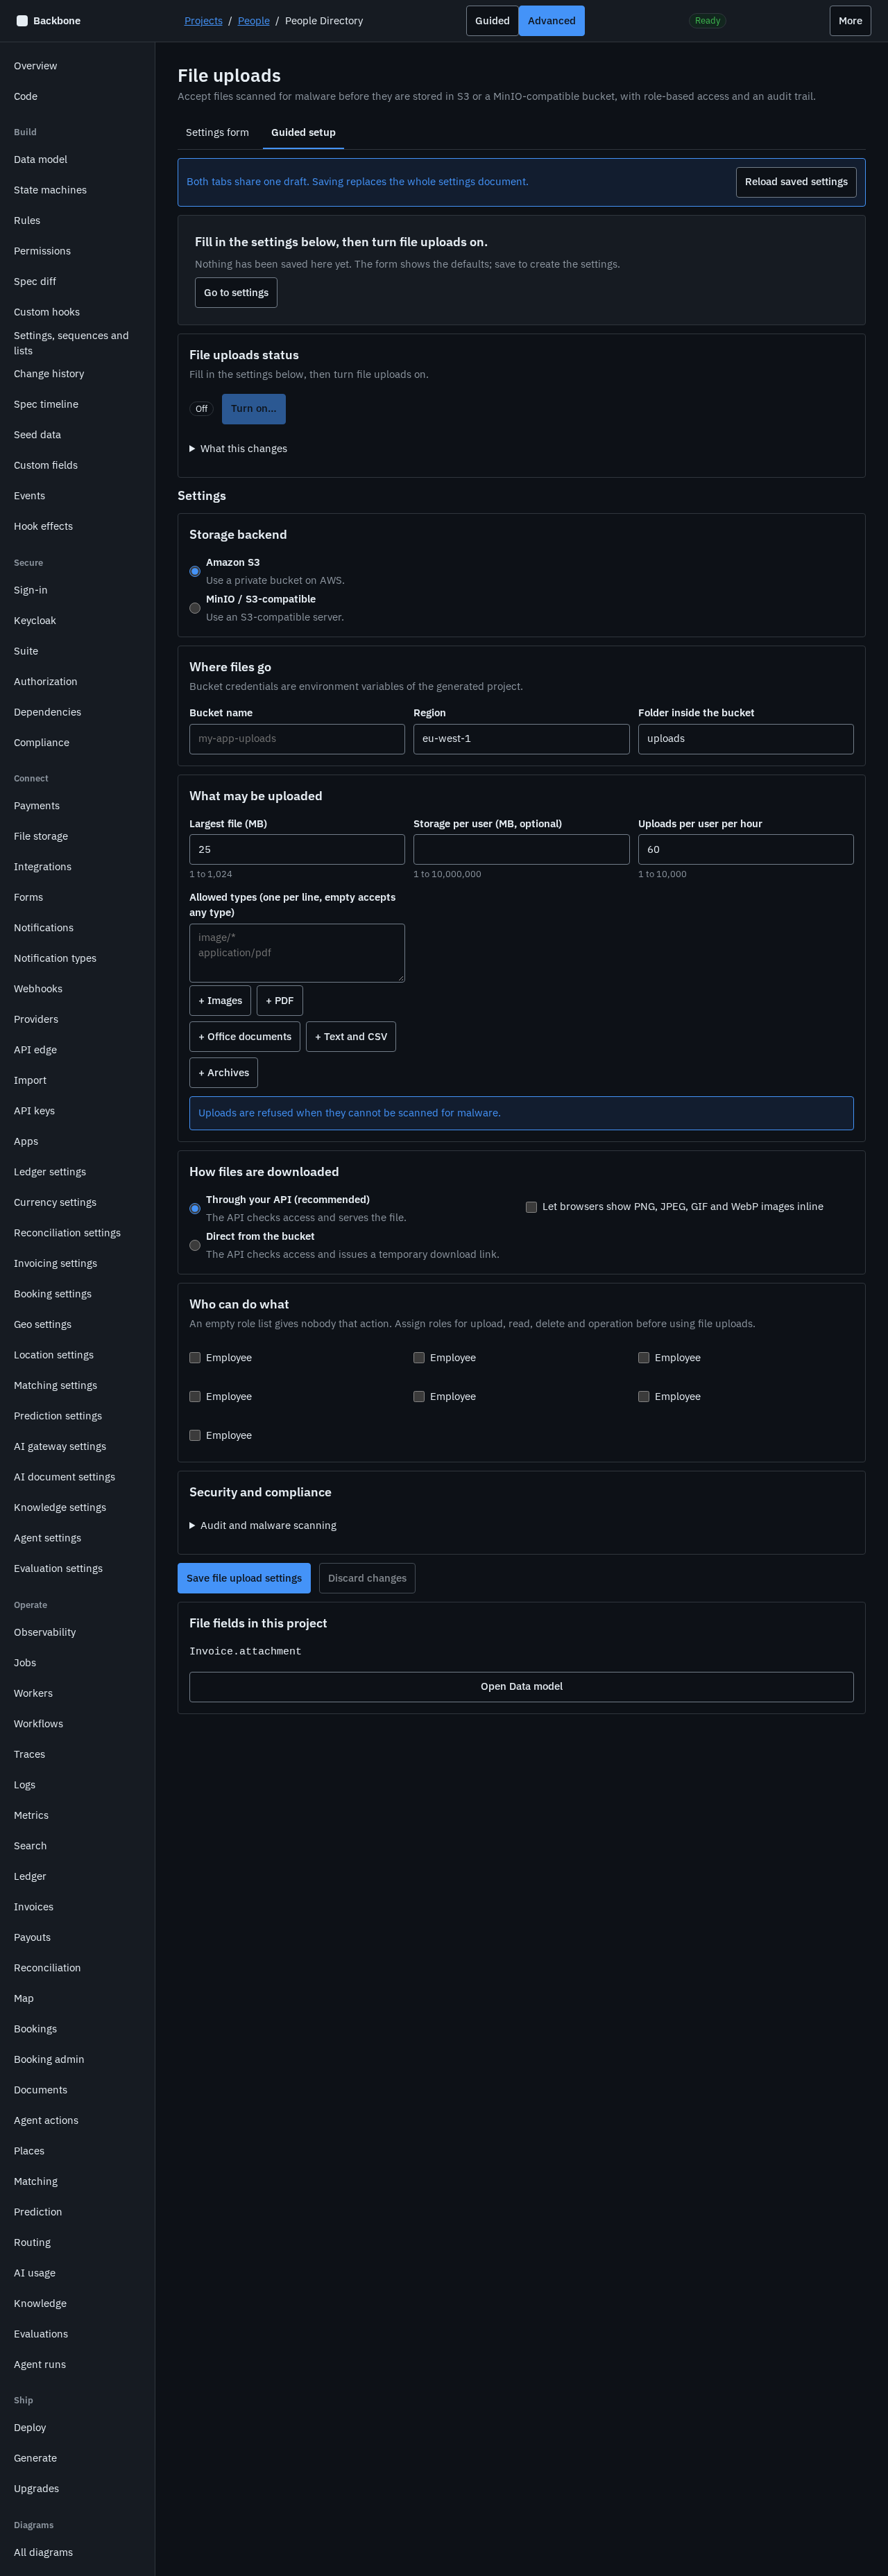 Backbone
Projects / People / People Directory
Guided
Advanced
Ready
More
Overview
Code
Build
Data model
State machines
Rules
Permissions
Spec diff
Custom hooks
Settings, sequences and
lists
Change history
Spec timeline
Seed data
Custom fields
Events
Hook effects
Secure
Sign-in
Keycloak
Suite
Authorization
Dependencies
Compliance
Connect
Payments
File storage
Integrations
Forms
Notifications
Notification types
Webhooks
Providers
API edge
Import
API keys
Apps
Ledger settings
Currency settings
Reconciliation settings
Invoicing settings
Booking settings
Geo settings
Location settings
Matching settings
Prediction settings
AI gateway settings
AI document settings
Knowledge settings
Agent settings
Evaluation settings
Operate
Observability
Jobs
Workers
Workflows
Traces
Logs
Metrics
Search
Ledger
Invoices
Payouts
Reconciliation
Map
Bookings
Booking admin
Documents
Agent actions
Places
Matching
Prediction
Routing
AI usage
Knowledge
Evaluations
Agent runs
Ship
Deploy
Generate
Upgrades
Diagrams
All diagrams
File uploads
Accept files scanned for malware before they are stored in S3 or a MinIO-compatible bucket, with role-based access and an audit trail.
Settings form
Guided setup
Both tabs share one draft. Saving replaces the whole settings document.
Reload saved settings
Fill in the settings below, then turn file uploads on.
Nothing has been saved here yet. The form shows the defaults; save to create the settings.
Go to settings
File uploads status
Fill in the settings below, then turn file uploads on.
Off
Turn on...
What this changes
Settings
Storage backend
Amazon S3
Use a private bucket on AWS.
MinIO / S3-compatible
Use an S3-compatible server.
Where files go
Bucket credentials are environment variables of the generated project.
Bucket name
Region
Folder inside the bucket
my-app-uploads
eu-west-1
uploads
What may be uploaded
Largest file (MB)
Storage per user (MB, optional)
Uploads per user per hour
25
60
1 to 1,024
1 to 10,000,000
1 to 10,000
Allowed types (one per line, empty accepts
any type)
image/*
application/pdf
+ Images
+ PDF
+ Office documents
+ Text and CSV
+ Archives
Uploads are refused when they cannot be scanned for malware.
How files are downloaded
Through your API (recommended)
The API checks access and serves the file.
Direct from the bucket
The API checks access and issues a temporary download link.
Let browsers show PNG, JPEG, GIF and WebP images inline
Who can do what
An empty role list gives nobody that action. Assign roles for upload, read, delete and operation before using file uploads.
Employee
Employee
Employee
Employee
Employee
Employee
Employee
Security and compliance
Audit and malware scanning
Save file upload settings
Discard changes
File fields in this project
Invoice.attachment
Open Data model